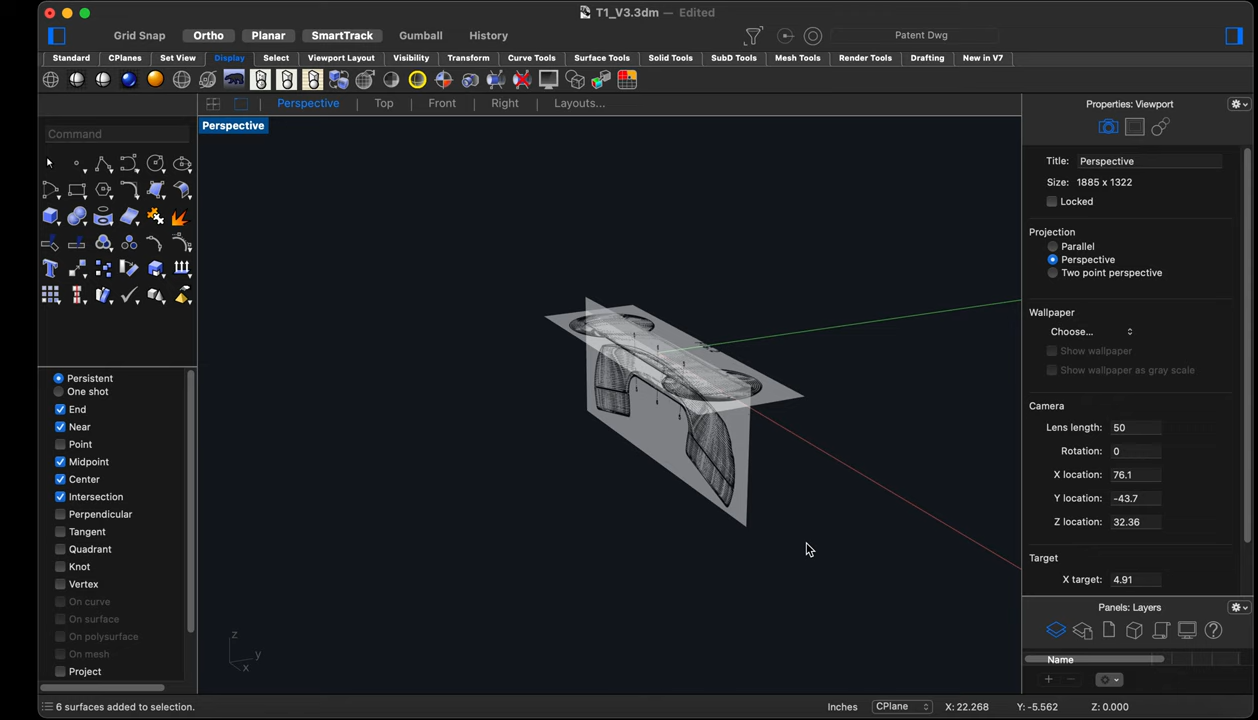 T1_V3.3dm — Edited
Grid Snap Ortho Planar SmartTrack Gumball History Patent Dwg
Standard CPlanes Set View Display Select Viewport Layout Visibility Transform Curve Tools Surface Tools Solid Tools SubD Tools Mesh Tools Render Tools Drafting New in V7
Perspective Top Front Right Layouts...
Perspective
Command
Persistent
One shot
End
Near
Point
Midpoint
Center
Intersection
Perpendicular
Tangent
Quadrant
Knot
Vertex
On curve
On surface
On polysurface
On mesh
Project
z
y
x
Properties: Viewport
Title: Perspective
Size: 1885 x 1322
Locked
Projection
Parallel
Perspective
Two point perspective
Wallpaper
Choose...
Show wallpaper
Show wallpaper as gray scale
Camera
Lens length: 50
Rotation: 0
X location: 76.1
Y location: -43.7
Z location: 32.36
Target
X target: 4.91
Panels: Layers
Name
6 surfaces added to selection. Inches CPlane X: 22.268 Y: -5.562 Z: 0.000